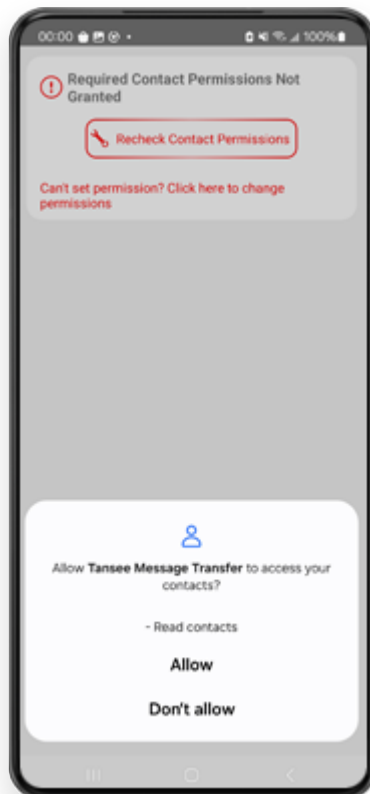 00:00
100%
Required Contact Permissions Not
Granted
Recheck Contact Permissions
Can't set permission? Click here to change
permissions
Allow Tansee Message Transfer to access your
contacts?
- Read contacts
Allow
Don't allow